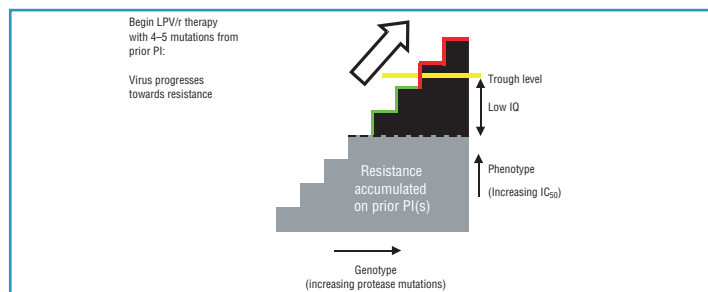 Begin LPV/r therapy
with 4–5 mutations from
prior PI:
Virus progresses
towards resistance
Trough level
Low IQ
Resistance
accumulated
on prior PI(s)
Phenotype
(Increasing IC50)
Genotype
(increasing protease mutations)